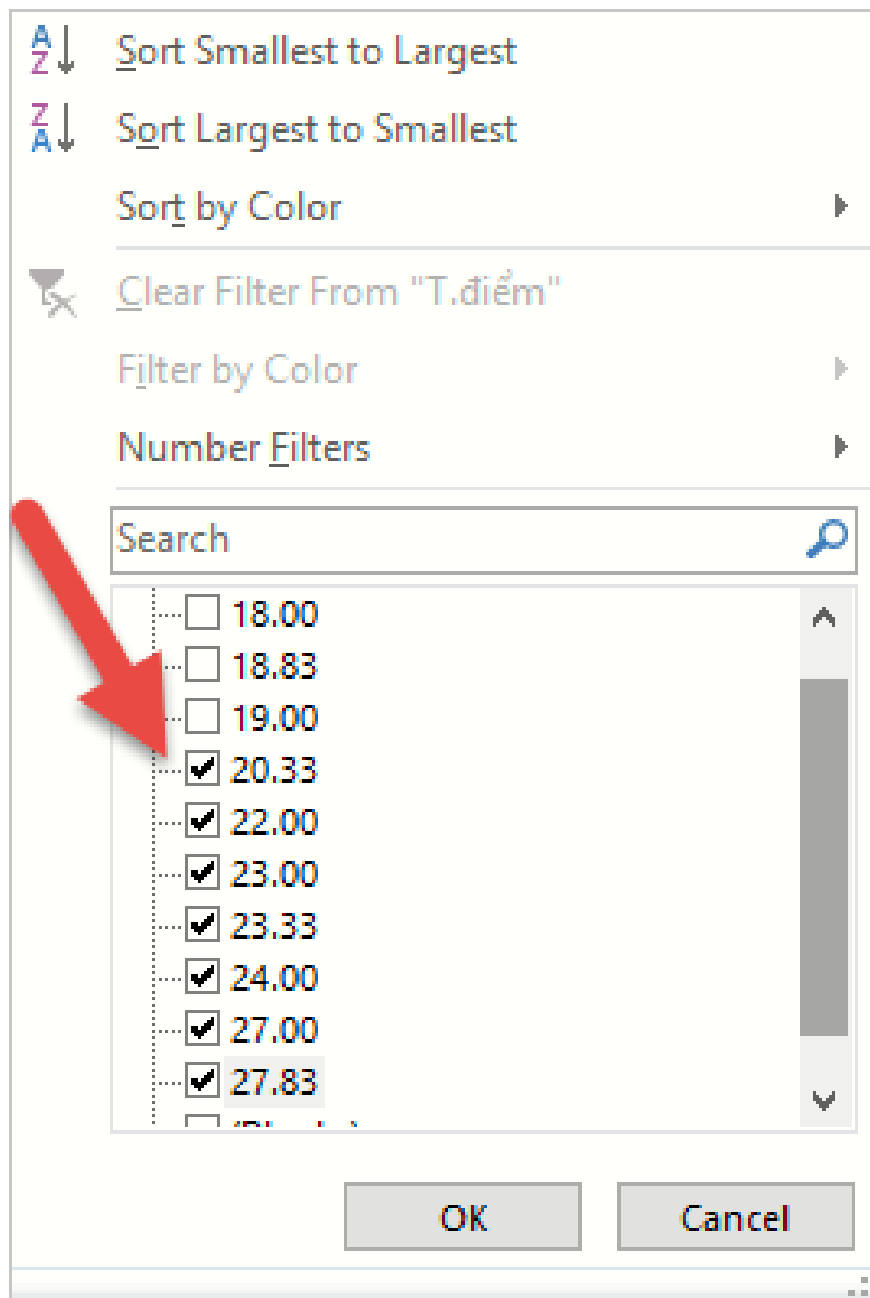 Sort Smallest to Largest
Sort Largest to Smallest
Sort by Color
Clear Filter From "T.điểm"
Filter by Color
Number Filters
Search
18.00
18.83
19.00
20.33
22.00
23.00
23.33
24.00
27.00
27.83
OK
Cancel